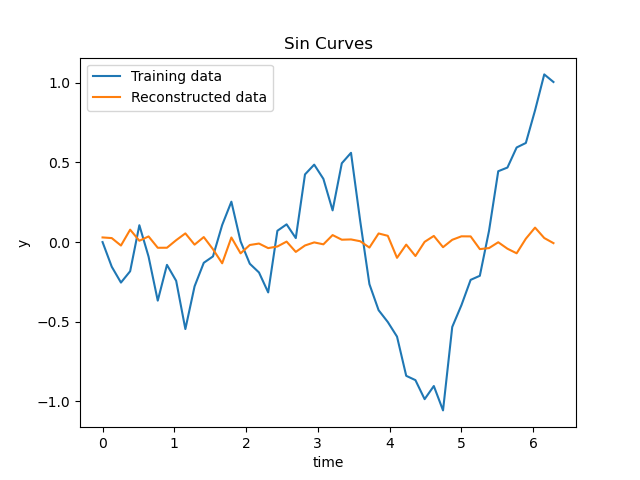 Sin Curves
Training data
Reconstructed data
1.0
0.5
0.0
−0.5
−1.0
y
0 1 2 3 4 5 6
time